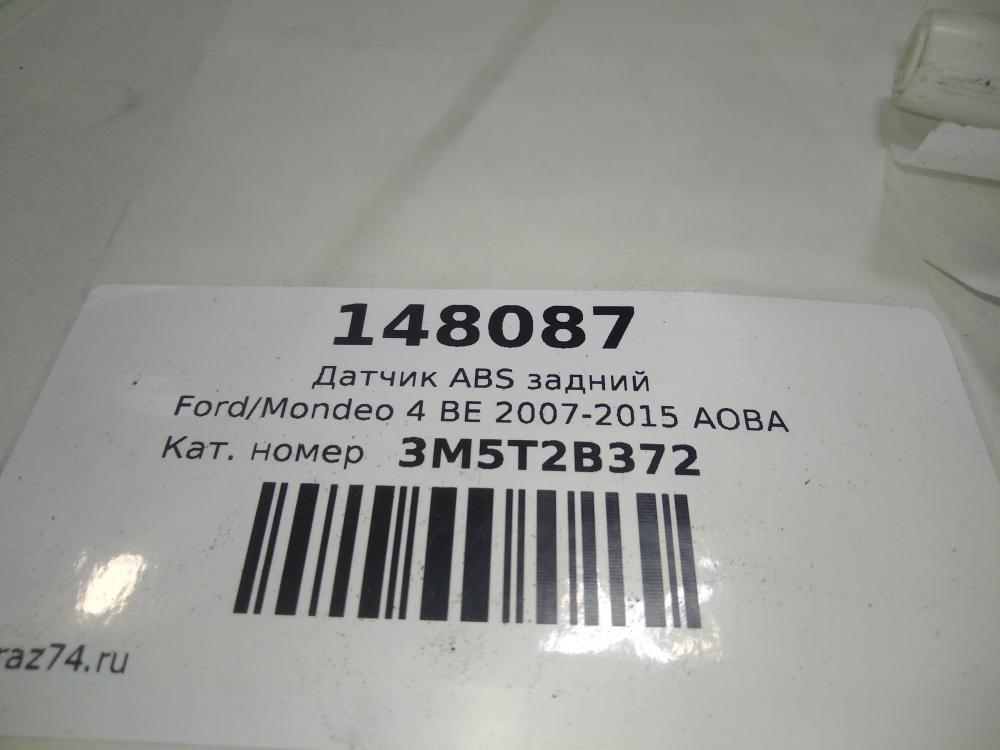 148087
Датчик ABS задний
Ford/Mondeo 4 BE 2007-2015 AOBA
Кат. номер 3M5T2B372
raz74.ru